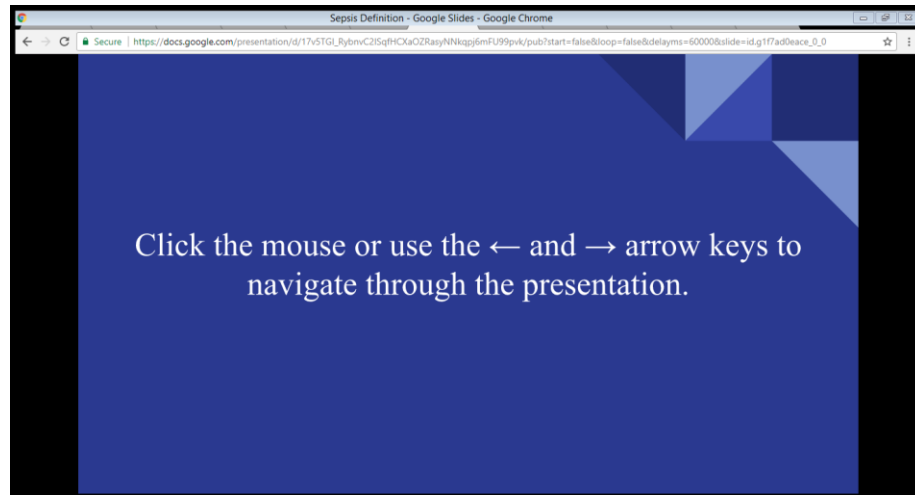 Sepsis Definition - Google Slides - Google Chrome
Secure | https://docs.google.com/presentation/d/17v5TGI_RybnvC2ISqfHCXaOZRasyNNkqpj6mFU99pvk/pub?start=false&loop=false&delayms=60000&slide=id.g1f7ad0eace_0_0
Click the mouse or use the ← and → arrow keys to
navigate through the presentation.